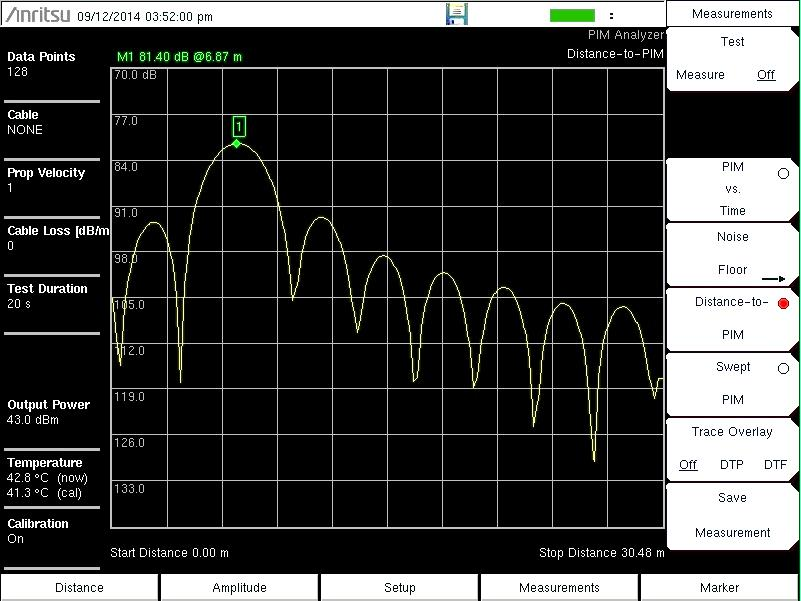 Anritsu 09/12/2014 03:52:00 pm
Measurements
PIM Analyzer
M1 81.40 dB @6.87 m
Distance-to-PIM
Data Points
128
Cable
NONE
Prop Velocity
1
Cable Loss [dB/m
0
Test Duration
20 s
Output Power
43.0 dBm
Temperature
42.8 °C (now)
41.3 °C (cal)
Calibration
On
70.0 dB
77.0
84.0
91.0
98.0
105.0
112.0
119.0
126.0
133.0
1
Start Distance 0.00 m
Stop Distance 30.48 m
Test
Measure Off
PIM
vs.
Time
Noise
Floor
Distance-to-
PIM
Swept
PIM
Trace Overlay
Off DTP DTF
Save
Measurement
Distance
Amplitude
Setup
Measurements
Marker